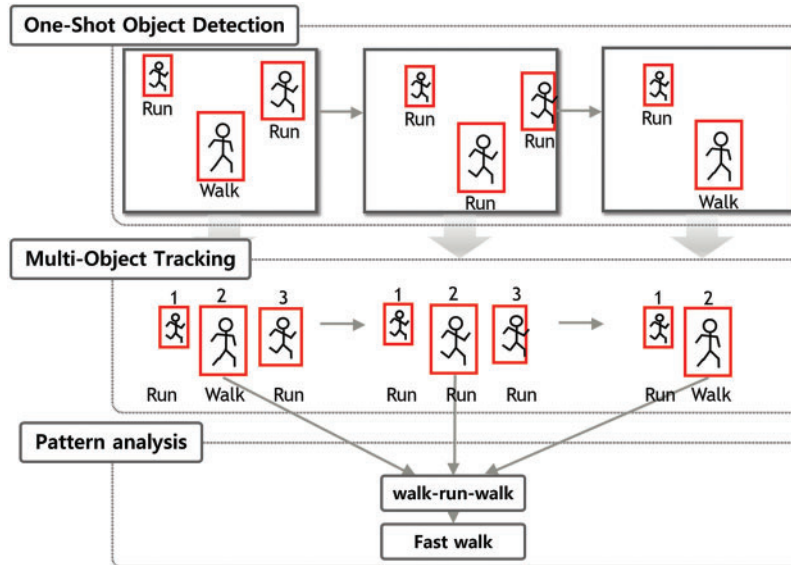 One-Shot Object Detection
Run
Run
Walk
Run
Run
Run
Run
Walk
Multi-Object Tracking
1 2 3
1 2 3
1 2
Run Walk Run
Run Run Run
Run Walk
Pattern analysis
walk-run-walk
Fast walk